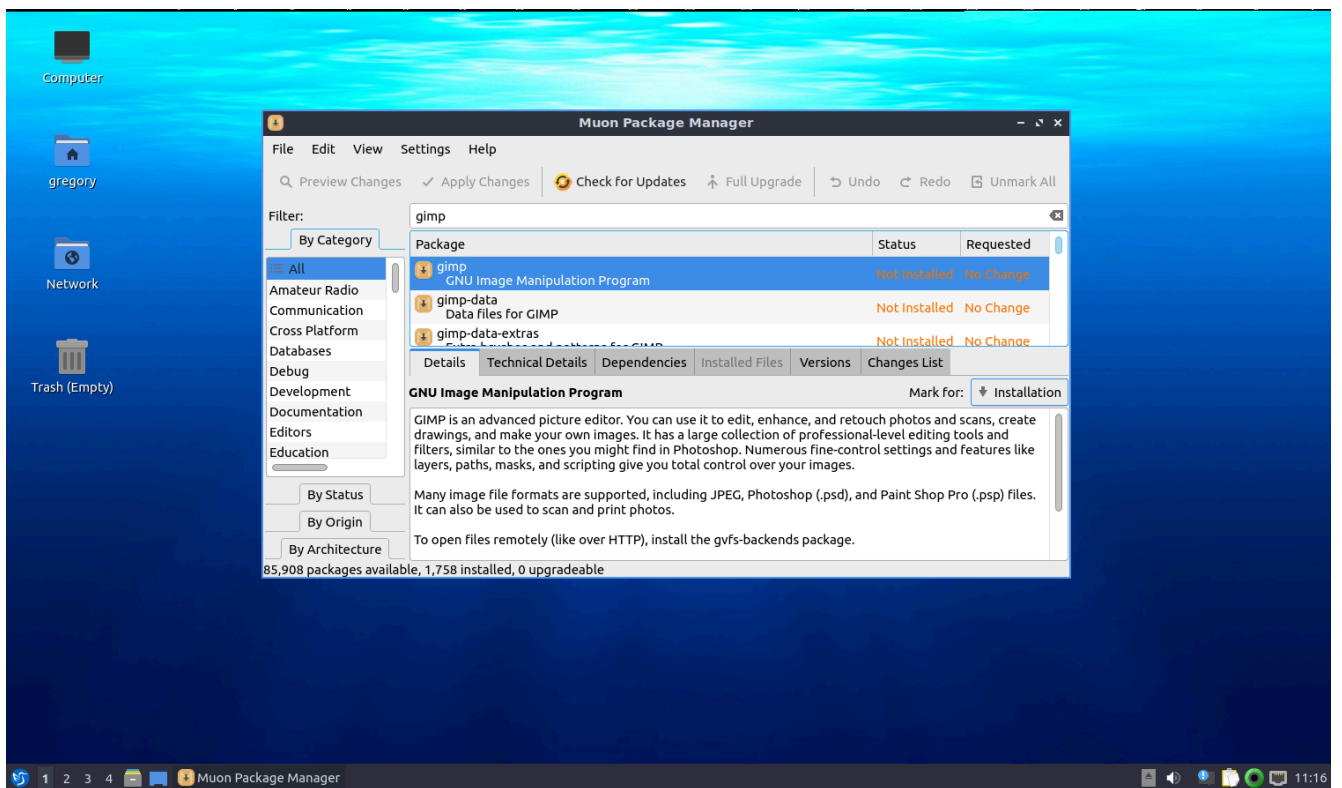 Computer
gregory
Network
Trash (Empty)
Muon Package Manager
File Edit View Settings Help
Preview Changes Apply Changes Check for Updates Full Upgrade Undo Redo Unmark All
Filter:
gimp
By Category
All
Amateur Radio
Communication
Cross Platform
Databases
Debug
Development
Documentation
Editors
Education
By Status
By Origin
By Architecture
Package Status Requested
gimp Not Installed No Change
GNU Image Manipulation Program
gimp-data Not Installed No Change
Data files for GIMP
gimp-data-extras Not Installed No Change
Extra brushes and patterns for GIMP
Details Technical Details Dependencies Installed Files Versions Changes List
GNU Image Manipulation Program Mark for: Installation
GIMP is an advanced picture editor. You can use it to edit, enhance, and retouch photos and scans, create
drawings, and make your own images. It has a large collection of professional-level editing tools and
filters, similar to the ones you might find in Photoshop. Numerous fine-control settings and features like
layers, paths, masks, and scripting give you total control over your images.
Many image file formats are supported, including JPEG, Photoshop (.psd), and Paint Shop Pro (.psp) files.
It can also be used to scan and print photos.
To open files remotely (like over HTTP), install the gvfs-backends package.
85,908 packages available, 1,758 installed, 0 upgradeable
1 2 3 4 Muon Package Manager 11:16